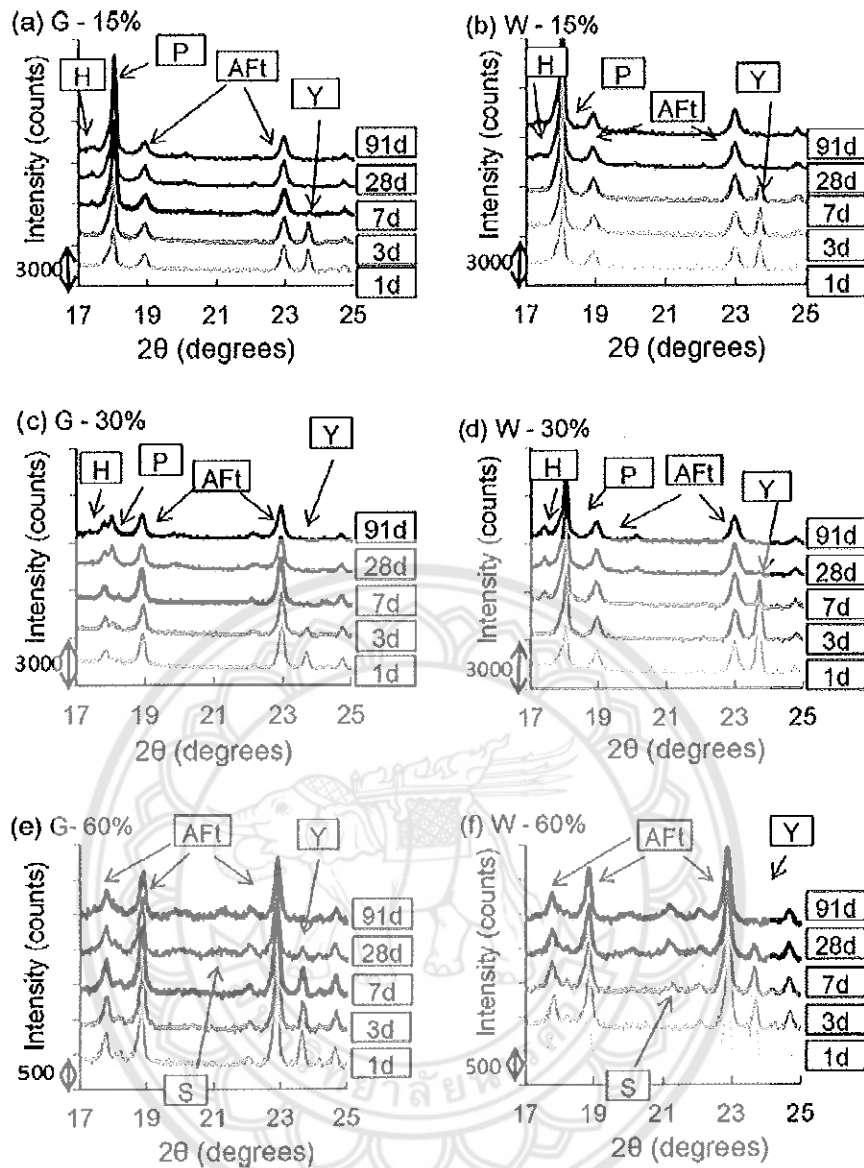 (a) G - 15%
H
P
AFt
Y
91d
28d
7d
3d
1d
Intensity (counts)
3000
17 19 21 23 25
2θ (degrees)
(b) W - 15%
H
P
AFt
Y
91d
28d
7d
3d
1d
Intensity (counts)
3000
17 19 21 23 25
2θ (degrees)
(c) G - 30%
H
P
AFt
Y
91d
28d
7d
3d
1d
Intensity (counts)
3000
17 19 21 23 25
2θ (degrees)
(d) W - 30%
H
P
AFt
Y
91d
28d
7d
3d
1d
Intensity (counts)
3000
17 19 21 23 25
2θ (degrees)
(e) G- 60%
AFt
Y
91d
28d
7d
3d
1d
S
Intensity (counts)
500
17 19 21 23 25
2θ (degrees)
(f) W - 60%
AFt
Y
91d
28d
7d
3d
1d
S
Intensity (counts)
500
17 19 21 23 25
2θ (degrees)